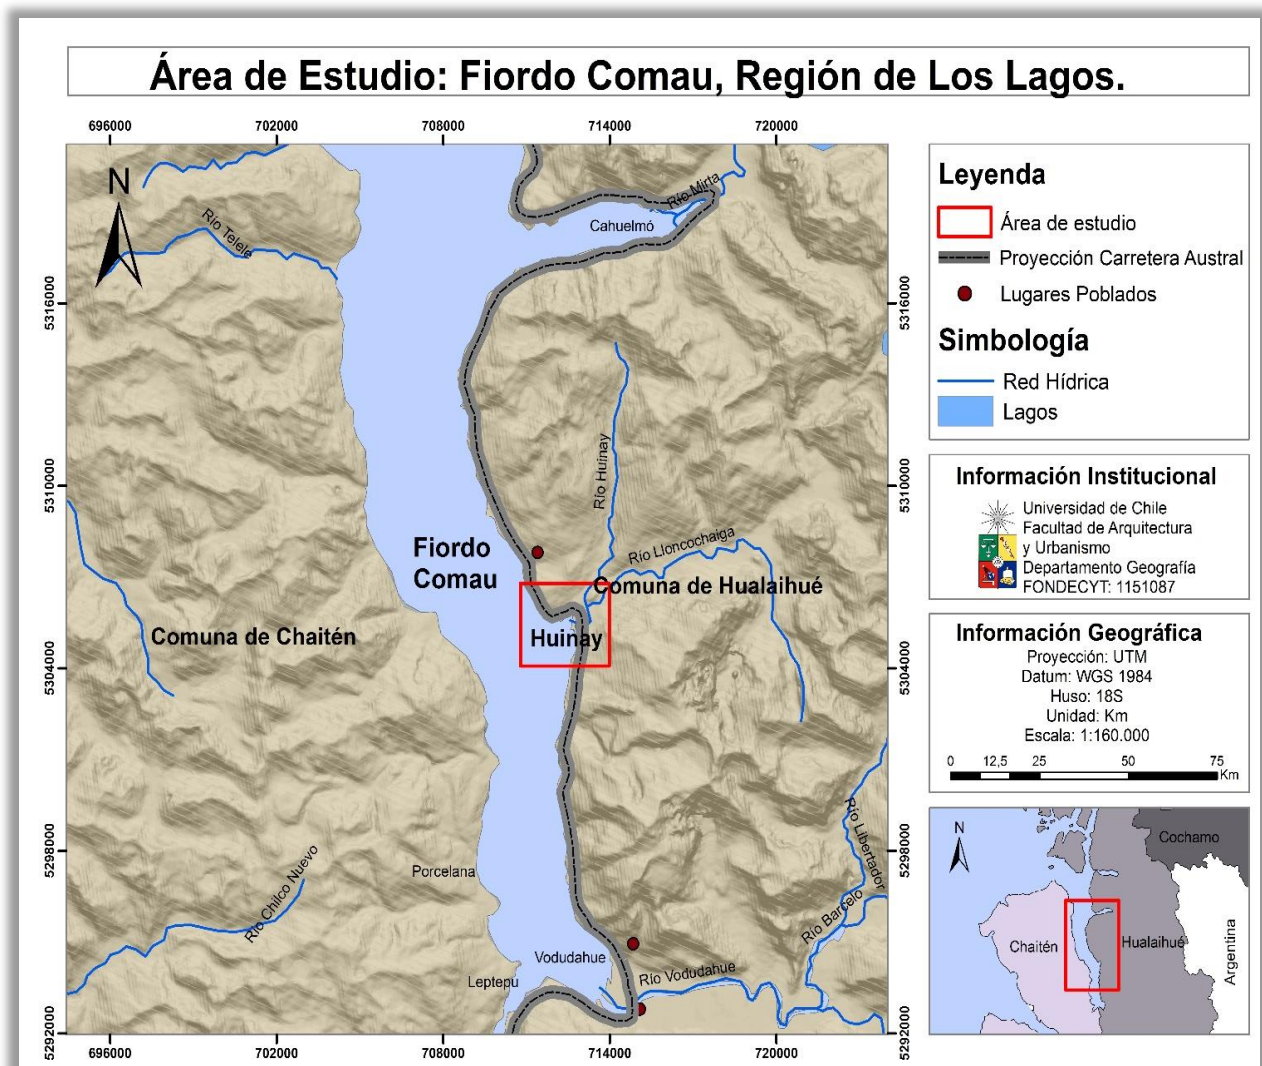 Área de Estudio: Fiordo Comau, Región de Los Lagos.
696000 702000 708000 714000 720000
N
Río Telele
Río Mirta
Cahuelmó
5316000 5316000
Río Huinay
5310000 5310000
Río Lloncochaiga
Fiordo
Comau
Comuna de Hualaihué
Comuna de Chaitén
Huinay
5304000 5304000
Río Libertador
5298000 5298000
Porcelana
Río Chilco Nuevo
Río Barcelo
Vodudahue
Leptepu
Río Vodudahue
5292000 5292000
696000 702000 708000 714000 720000
Leyenda
Área de estudio
Proyección Carretera Austral
Lugares Poblados
Simbología
Red Hídrica
Lagos
Información Institucional
Universidad de Chile
Facultad de Arquitectura
y Urbanismo
Departamento Geografía
FONDECYT: 1151087
Información Geográfica
Proyección: UTM
Datum: WGS 1984
Huso: 18S
Unidad: Km
Escala: 1:160.000
0 12,5 25 50 75
Km
N
Cochamo
Chaitén
Hualaihué
Argentina